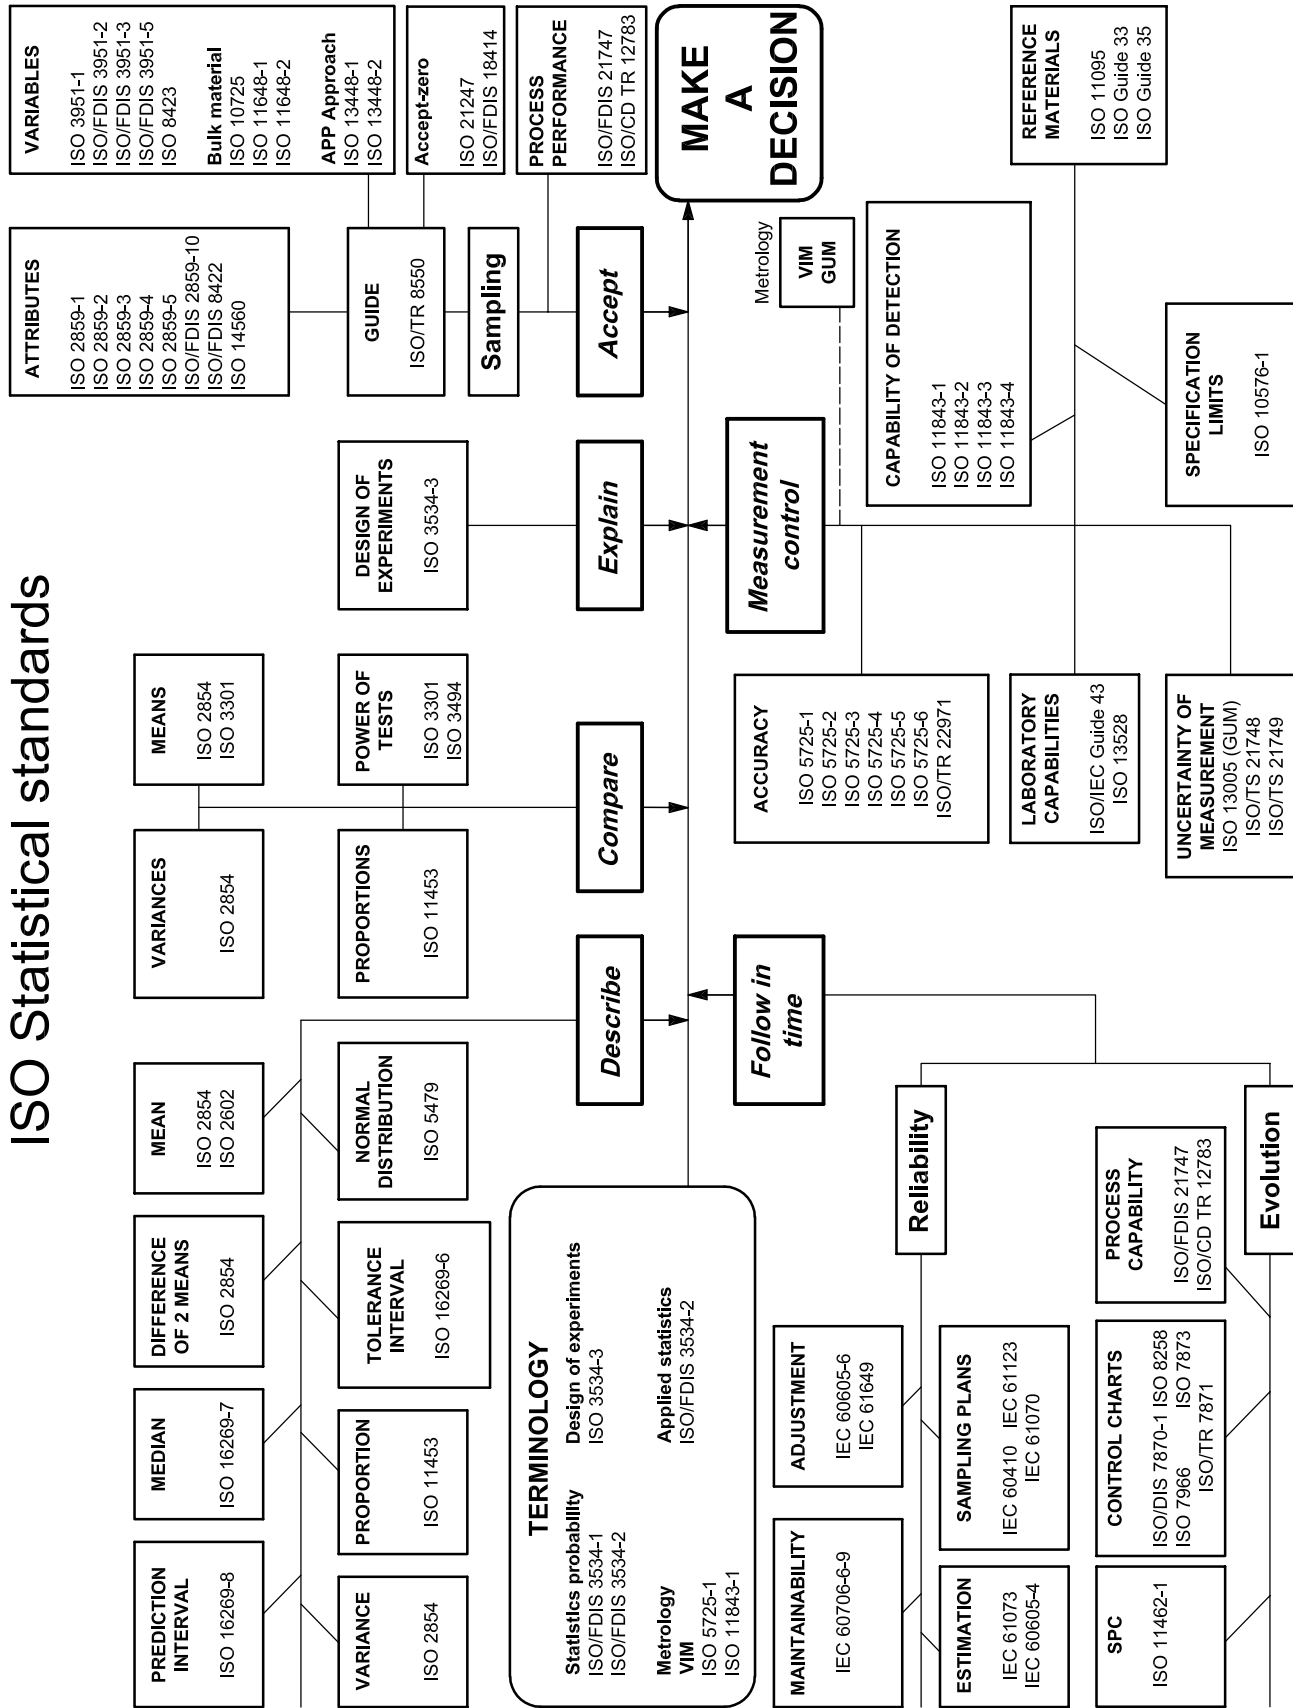 ISO Statistical standards
PREDICTION
INTERVAL
ISO 16269-8
MEDIAN
ISO 16269-7
DIFFERENCE
OF 2 MEANS
ISO 2854
MEAN
ISO 2854
ISO 2602
VARIANCE
ISO 2854
PROPORTION
ISO 11453
TOLERANCE
INTERVAL
ISO 16269-6
NORMAL
DISTRIBUTION
ISO 5479
VARIANCES
ISO 2854
MEANS
ISO 2854
ISO 3301
PROPORTIONS
ISO 11453
POWER OF
TESTS
ISO 3301
ISO 3494
DESIGN OF
EXPERIMENTS
ISO 3534-3
ATTRIBUTES
ISO 2859-1
ISO 2859-2
ISO 2859-3
ISO 2859-4
ISO 2859-5
ISO/FDIS 2859-10
ISO/FDIS 8422
ISO 14560
VARIABLES
ISO 3951-1
ISO/FDIS 3951-2
ISO/FDIS 3951-3
ISO/FDIS 3951-5
ISO 8423
Bulk material
ISO 10725
ISO 11648-1
ISO 11648-2
APP Approach
ISO 13448-1
ISO 13448-2
GUIDE
ISO/TR 8550
Accept-zero
ISO 21247
ISO/FDIS 18414
Sampling
PROCESS
PERFORMANCE
ISO/FDIS 21747
ISO/CD TR 12783
Describe
Compare
Explain
Accept
MAKE
A
DECISION
TERMINOLOGY
Statistics probability
ISO/FDIS 3534-1
ISO/FDIS 3534-2
Design of experiments
ISO 3534-3
Metrology
VIM
ISO 5725-1
ISO 11843-1
Applied statistics
ISO/FDIS 3534-2
Follow in
time
Measurement
control
Metrology
VIM
GUM
MAINTAINABILITY
IEC 60706-6-9
ADJUSTMENT
IEC 60605-6
IEC 61649
Reliability
ESTIMATION
IEC 61073
IEC 60605-4
SAMPLING PLANS
IEC 60410 IEC 61123
IEC 61070
SPC
ISO 11462-1
CONTROL CHARTS
ISO/DIS 7870-1 ISO 8258
ISO 7966 ISO 7873
ISO/TR 7871
PROCESS
CAPABILITY
ISO/FDIS 21747
ISO/CD TR 12783
Evolution
ACCURACY
ISO 5725-1
ISO 5725-2
ISO 5725-3
ISO 5725-4
ISO 5725-5
ISO 5725-6
ISO/TR 22971
CAPABILITY OF DETECTION
ISO 11843-1
ISO 11843-2
ISO 11843-3
ISO 11843-4
LABORATORY
CAPABILITIES
ISO/IEC Guide 43
ISO 13528
REFERENCE
MATERIALS
ISO 11095
ISO Guide 33
ISO Guide 35
UNCERTAINTY OF
MEASUREMENT
ISO 13005 (GUM)
ISO/TS 21748
ISO/TS 21749
SPECIFICATION
LIMITS
ISO 10576-1